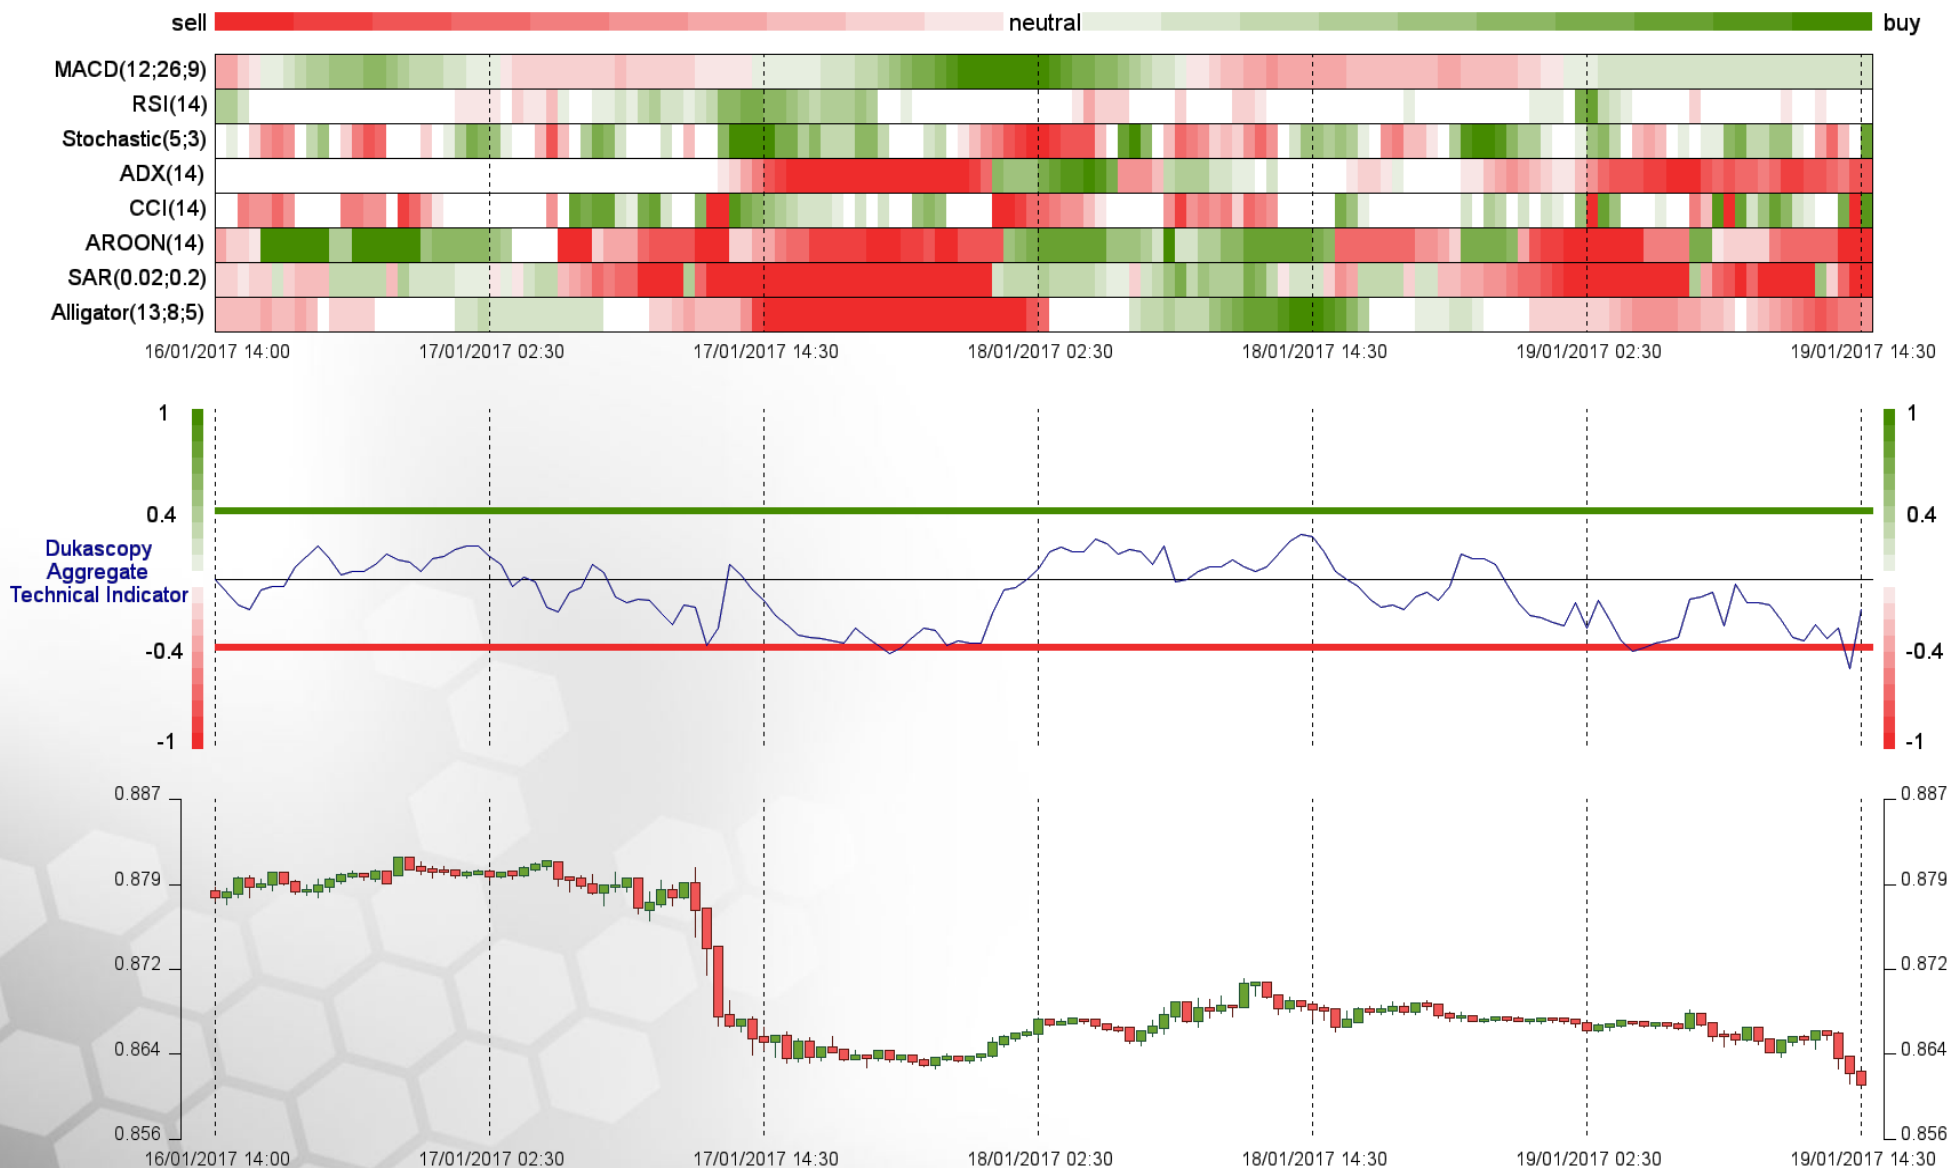 sell neutral buy
MACD(12;26;9)
RSI(14)
Stochastic(5;3)
ADX(14)
CCI(14)
AROON(14)
SAR(0.02;0.2)
Alligator(13;8;5)
16/01/2017 14:00 17/01/2017 02:30 17/01/2017 14:30 18/01/2017 02:30 18/01/2017 14:30 19/01/2017 02:30 19/01/2017 14:30
1 1
0.4 0.4
Dukascopy
Aggregate
Technical Indicator
-0.4 -0.4
-1 -1
0.887 0.887
0.879 0.879
0.872 0.872
0.864 0.864
0.856 0.856
16/01/2017 14:00 17/01/2017 02:30 17/01/2017 14:30 18/01/2017 02:30 18/01/2017 14:30 19/01/2017 02:30 19/01/2017 14:30